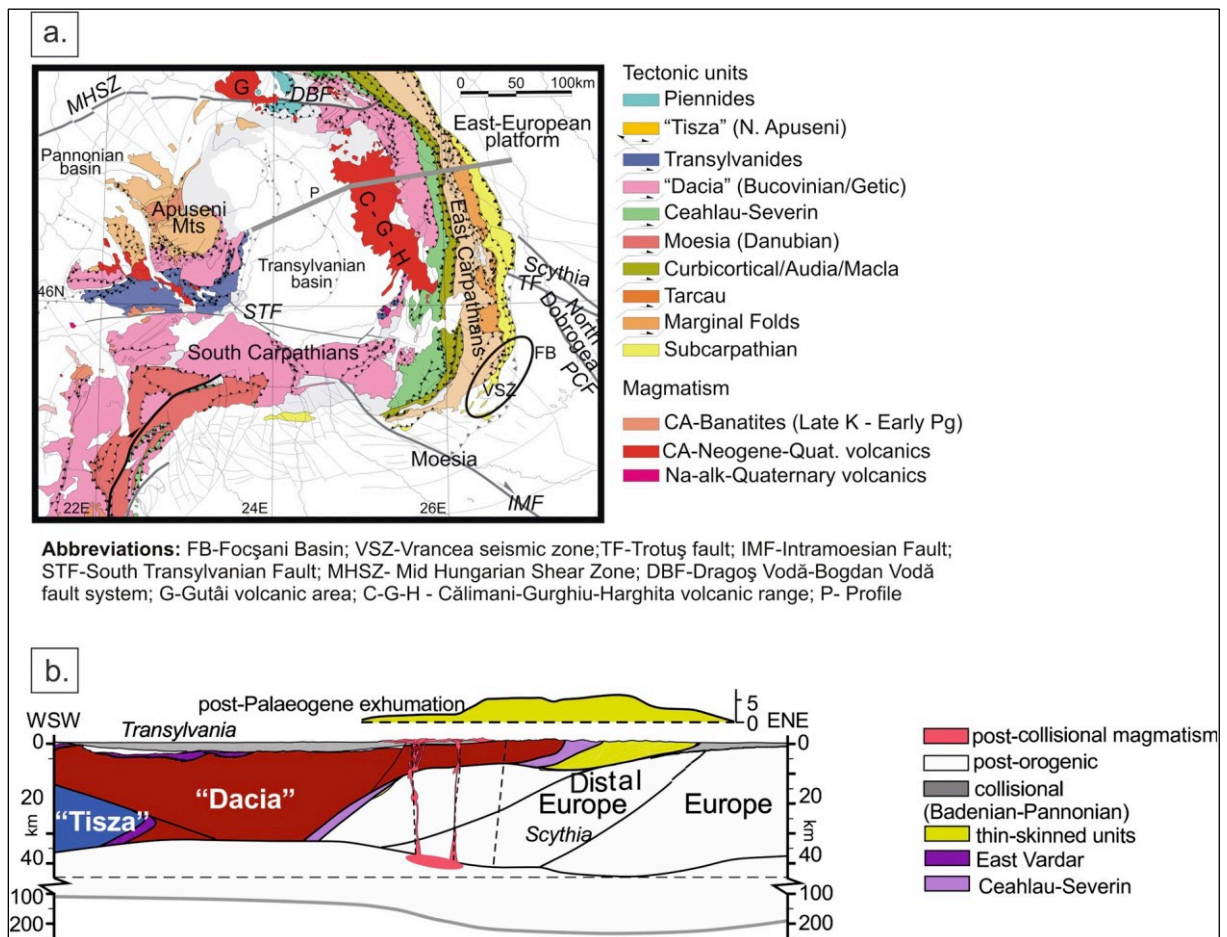 a.
MHSZ
G
DBF
0 50 100km
East-European
platform
Pannonian
basin
P
Apuseni
Mts
C - G - H
East Carpathians
Transylvanian
basin
46N
STF
Scythia
TF
North
Dobrogea
PCF
South Carpathians
FB
VSZ
Moesia
IMF
22E
24E
26E
Tectonic units
Piennides
“Tisza” (N. Apuseni)
Transylvanides
“Dacia” (Bucovinian/Getic)
Ceahlau-Severin
Moesia (Danubian)
Curbicortical/Audia/Macla
Tarcau
Marginal Folds
Subcarpathian
Magmatism
CA-Banatites (Late K - Early Pg)
CA-Neogene-Quat. volcanics
Na-alk-Quaternary volcanics
Abbreviations: FB-Focşani Basin; VSZ-Vrancea seismic zone;TF-Trotuş fault; IMF-Intramoesian Fault;
STF-South Transylvanian Fault; MHSZ- Mid Hungarian Shear Zone; DBF-Dragoş Vodă-Bogdan Vodă
fault system; G-Gutâi volcanic area; C-G-H - Călimani-Gurghiu-Harghita volcanic range; P- Profile
b.
post-Palaeogene exhumation
5
0
WSW
ENE
Transylvania
0
0
“Dacia”
“Tisza”
Distal
Europe
Scythia
Europe
20
km
40
100
200
20
km
40
100
200
post-collisional magmatism
post-orogenic
collisional
(Badenian-Pannonian)
thin-skinned units
East Vardar
Ceahlau-Severin